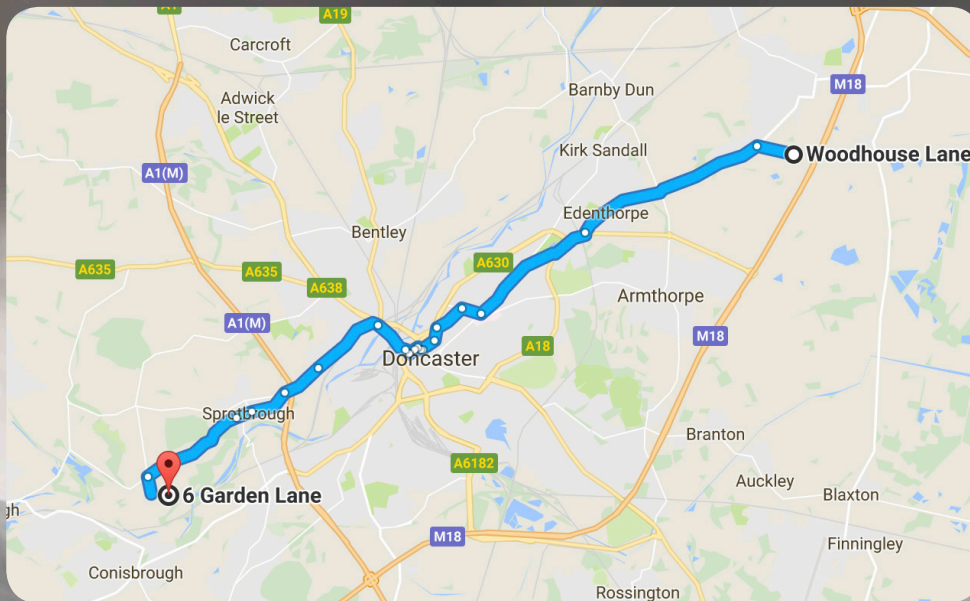 A1
A19
Carcroft
M18
Barnby Dun
Adwick
le Street
Kirk Sandall
Woodhouse Lane
A1(M)
Edenthorpe
Bentley
A630
A635
A635
A638
Armthorpe
A1(M)
M18
A18
Doncaster
Sprotbrough
Branton
A6182
Auckley
6 Garden Lane
Blaxton
gh
M18
Finningley
Conisbrough
Rossington